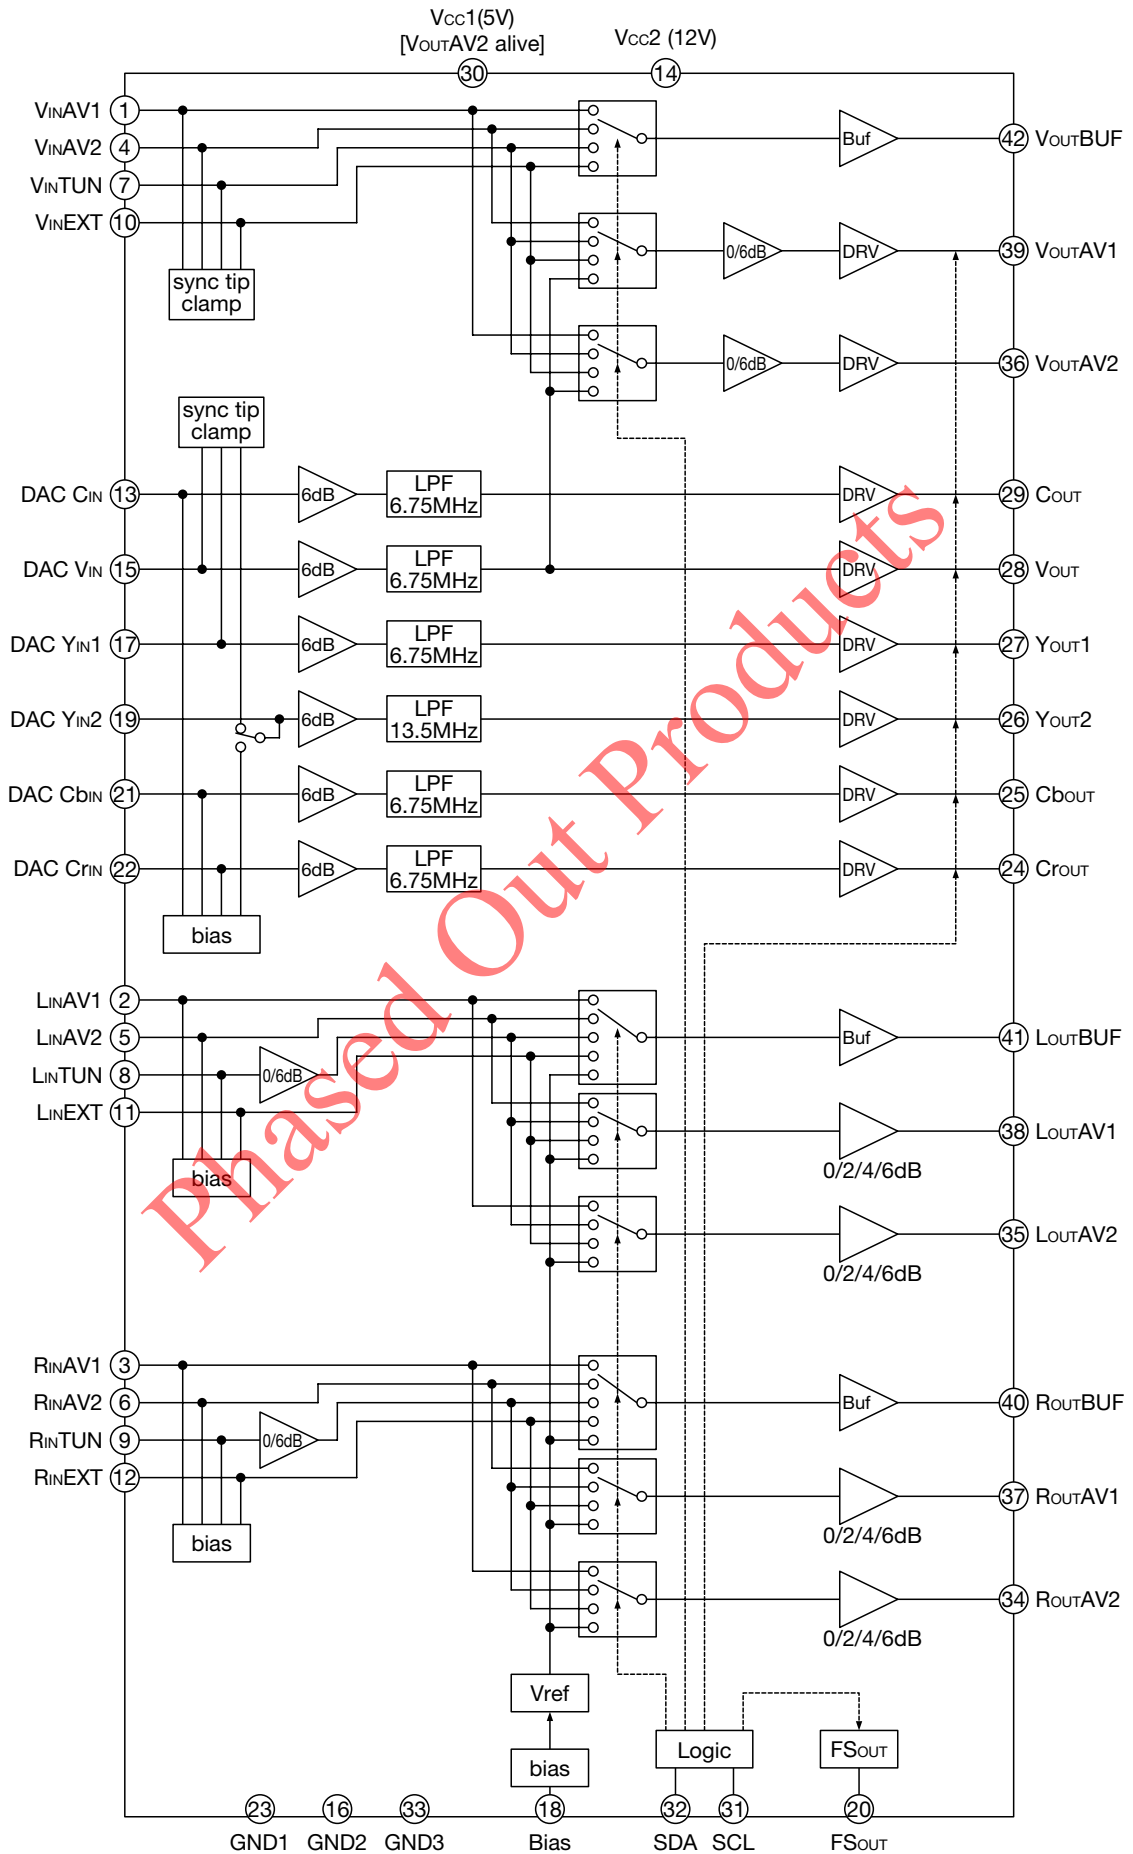 VCC1(5V)
[VOUTAV2 alive]
VCC2 (12V)
30
14
VINAV1 1
VINAV2 4
VINTUN 7
VINEXT 10
sync tip
clamp
Buf
42 VOUTBUF
0/6dB
DRV
39 VOUTAV1
0/6dB
DRV
36 VOUTAV2
sync tip
clamp
DAC CIN 13
6dB
LPF
6.75MHz
DRV
29 COUT
DAC VIN 15
6dB
LPF
6.75MHz
DRV
28 VOUT
DAC YIN1 17
6dB
LPF
6.75MHz
DRV
27 YOUT1
DAC YIN2 19
6dB
LPF
13.5MHz
DRV
26 YOUT2
DAC CbIN 21
6dB
LPF
6.75MHz
DRV
25 CbOUT
DAC CrIN 22
6dB
LPF
6.75MHz
DRV
24 CrOUT
bias
Phased Out Products
LINAV1 2
LINAV2 5
LINTUN 8
LINEXT 11
0/6dB
bias
Buf
41 LOUTBUF
38 LOUTAV1
0/2/4/6dB
35 LOUTAV2
0/2/4/6dB
RINAV1 3
RINAV2 6
RINTUN 9
RINEXT 12
0/6dB
bias
Buf
40 ROUTBUF
37 ROUTAV1
0/2/4/6dB
34 ROUTAV2
0/2/4/6dB
Vref
bias
Logic
FSOUT
23 16 33 18 32 31 20
GND1 GND2 GND3 Bias SDA SCL FSOUT